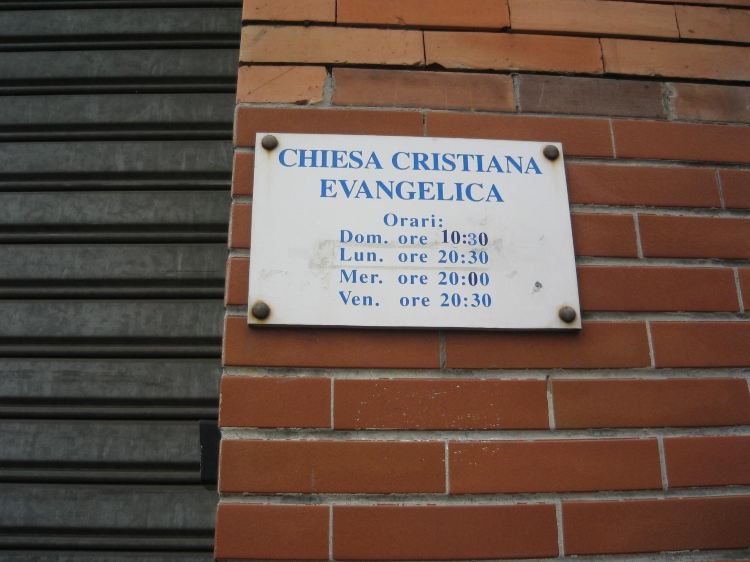 CHIESA CRISTIANA
EVANGELICA
Orari:
Dom. ore 10:30
Lun. ore 20:30
Mer. ore 20:00
Ven. ore 20:30